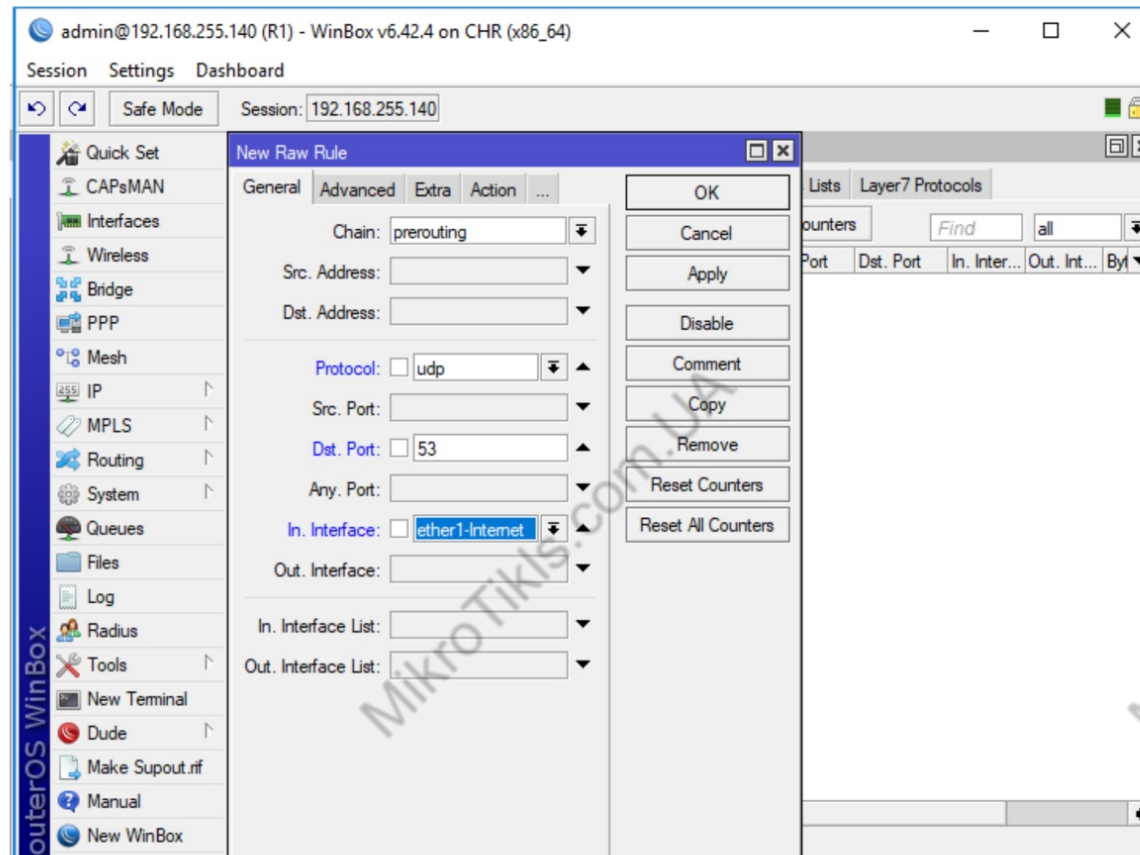 admin@192.168.255.140 (R1) - WinBox v6.42.4 on CHR (x86_64)
Session Settings Dashboard
Safe Mode Session: 192.168.255.140
Quick Set
CAPsMAN
Interfaces
Wireless
Bridge
PPP
Mesh
IP
MPLS
Routing
System
Queues
Files
Log
Radius
Tools
New Terminal
Dude
Make Supout.rif
Manual
New WinBox
outerOS WinBox
New Raw Rule
General Advanced Extra Action ...
Chain: prerouting
Src. Address:
Dst. Address:
Protocol: udp
Src. Port:
Dst. Port: 53
Any. Port:
In. Interface: ether1-Internet
Out. Interface:
In. Interface List:
Out. Interface List:
OK
Cancel
Apply
Disable
Comment
Copy
Remove
Reset Counters
Reset All Counters
Lists Layer7 Protocols
ounters Find all
Port Dst. Port In. Inter... Out. Int... Byt
MikroTikls.com.UA